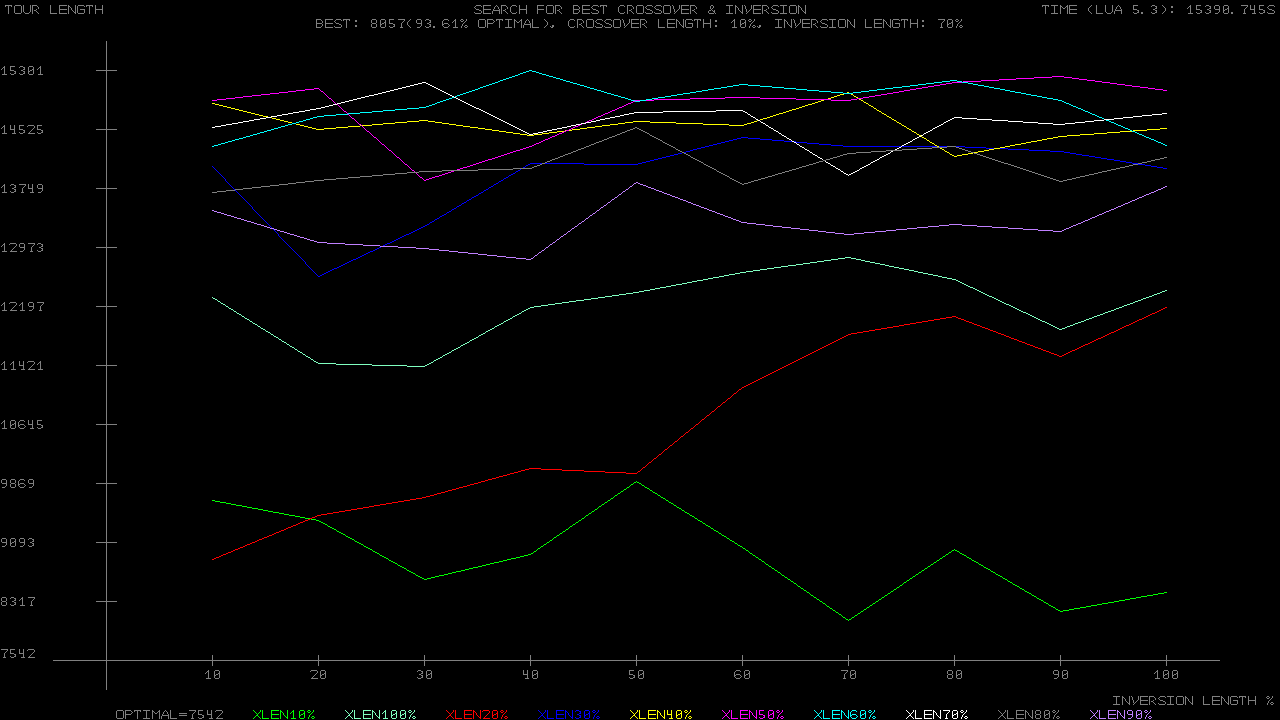 TOUR LENGTH
SEARCH FOR BEST CROSSOVER & INVERSION
TIME (LUA 5.3): 15390.745S
BEST: 8057(93.61% OPTIMAL), CROSSOVER LENGTH: 10%, INVERSION LENGTH: 70%
15301
14525
13749
12973
12197
11421
10645
9869
9093
8317
7542
10 20 30 40 50 60 70 80 90 100
INVERSION LENGTH %
OPTIMAL=7542 XLEN10% XLEN100% XLEN20% XLEN30% XLEN40% XLEN50% XLEN60% XLEN70% XLEN80% XLEN90%